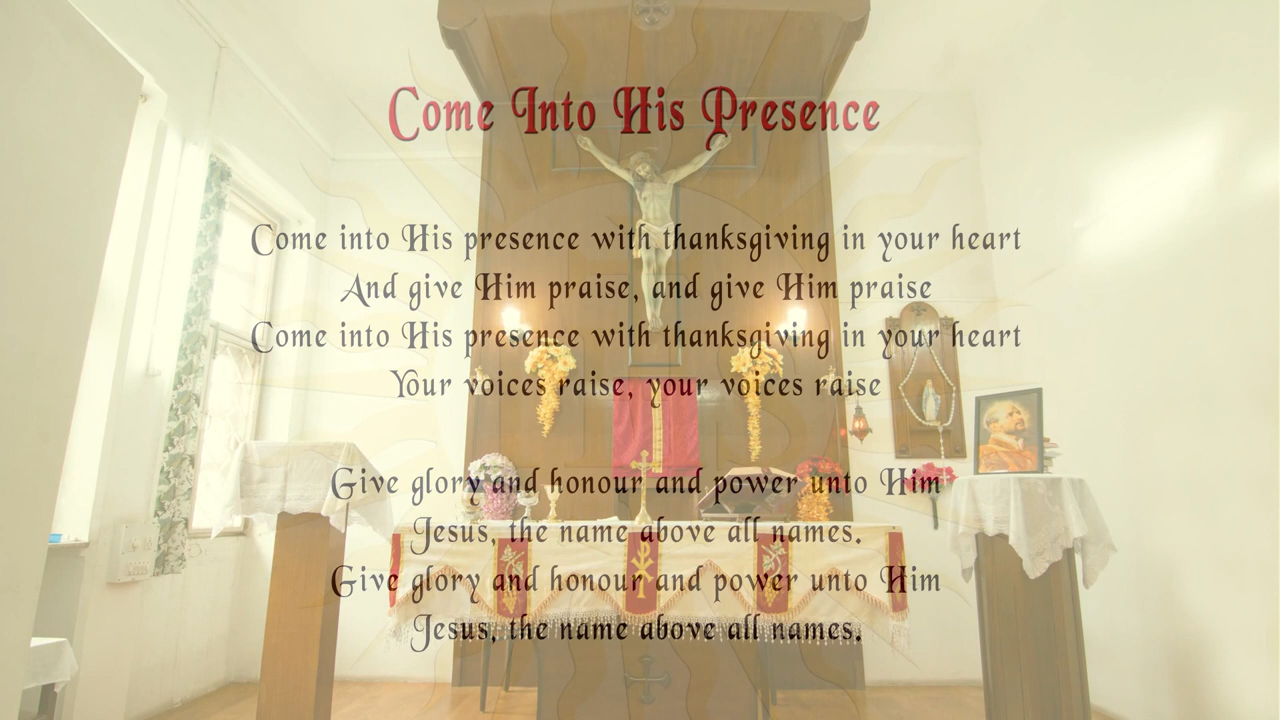 Come Into His Presence
Come into His presence with thanksgiving in your heart
And give Him praise, and give Him praise
Come into His presence with thanksgiving in your heart
Your voices raise, your voices raise
Give glory and honour and power unto Him
Jesus, the name above all names.
Give glory and honour and power unto Him
Jesus, the name above all names.